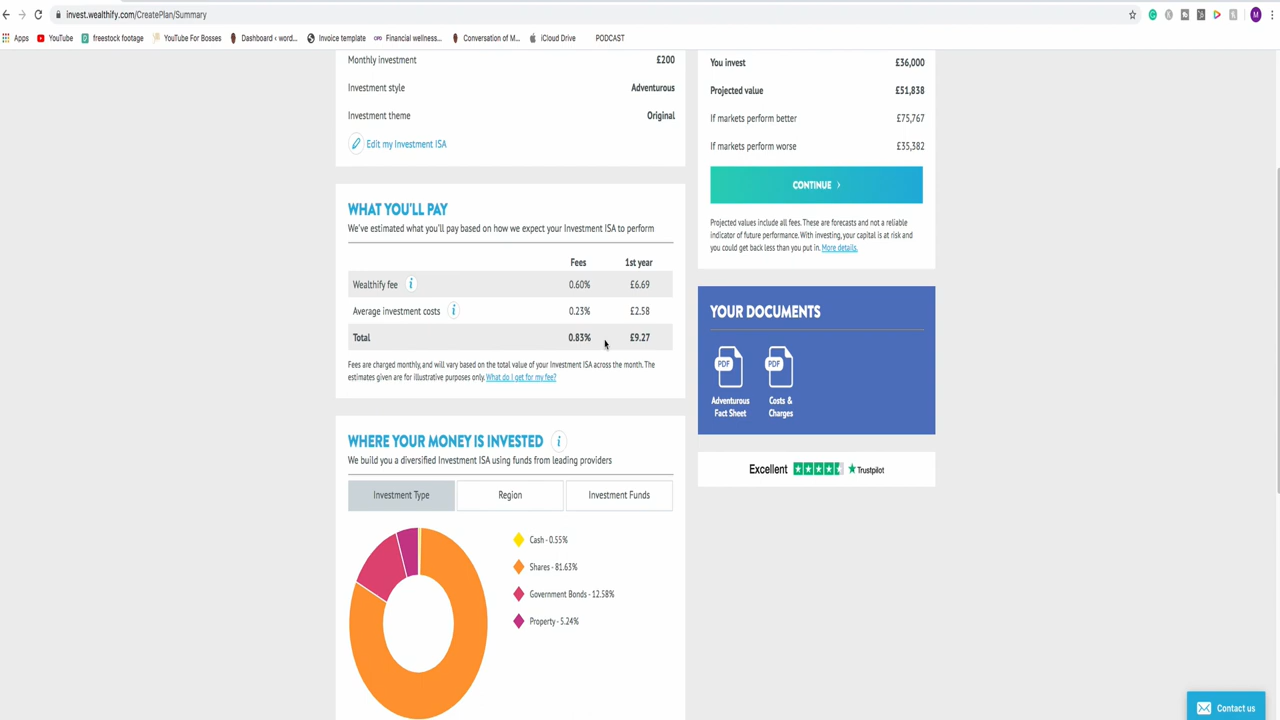 invest.wealthify.com/CreatePlan/Summary
Apps YouTube freestock footage YouTube For Bosses Dashboard ‹ word... Invoice template Financial wellness... Conversation of M... iCloud Drive PODCAST
Monthly investment £200
Investment style Adventurous
Investment theme Original
Edit my Investment ISA
WHAT YOU'LL PAY
We've estimated what you'll pay based on how we expect your Investment ISA to perform
Fees 1st year
Wealthify fee i 0.60% £6.69
Average investment costs i 0.23% £2.58
Total 0.83% £9.27
Fees are charged monthly, and will vary based on the total value of your Investment ISA across the month. The
estimates given are for illustrative purposes only. What do I get for my fee?
WHERE YOUR MONEY IS INVESTED i
We build you a diversified Investment ISA using funds from leading providers
Investment Type Region Investment Funds
Cash - 0.55%
Shares - 81.63%
Government Bonds - 12.58%
Property - 5.24%
You invest £36,000
Projected value £51,838
If markets perform better £75,767
If markets perform worse £35,382
CONTINUE
Projected values include all fees. These are forecasts and not a reliable
indicator of future performance. With investing, your capital is at risk and
you could get back less than you put in. More details.
YOUR DOCUMENTS
PDF PDF
Adventurous Costs &
Fact Sheet Charges
Excellent Trustpilot
Contact us
M